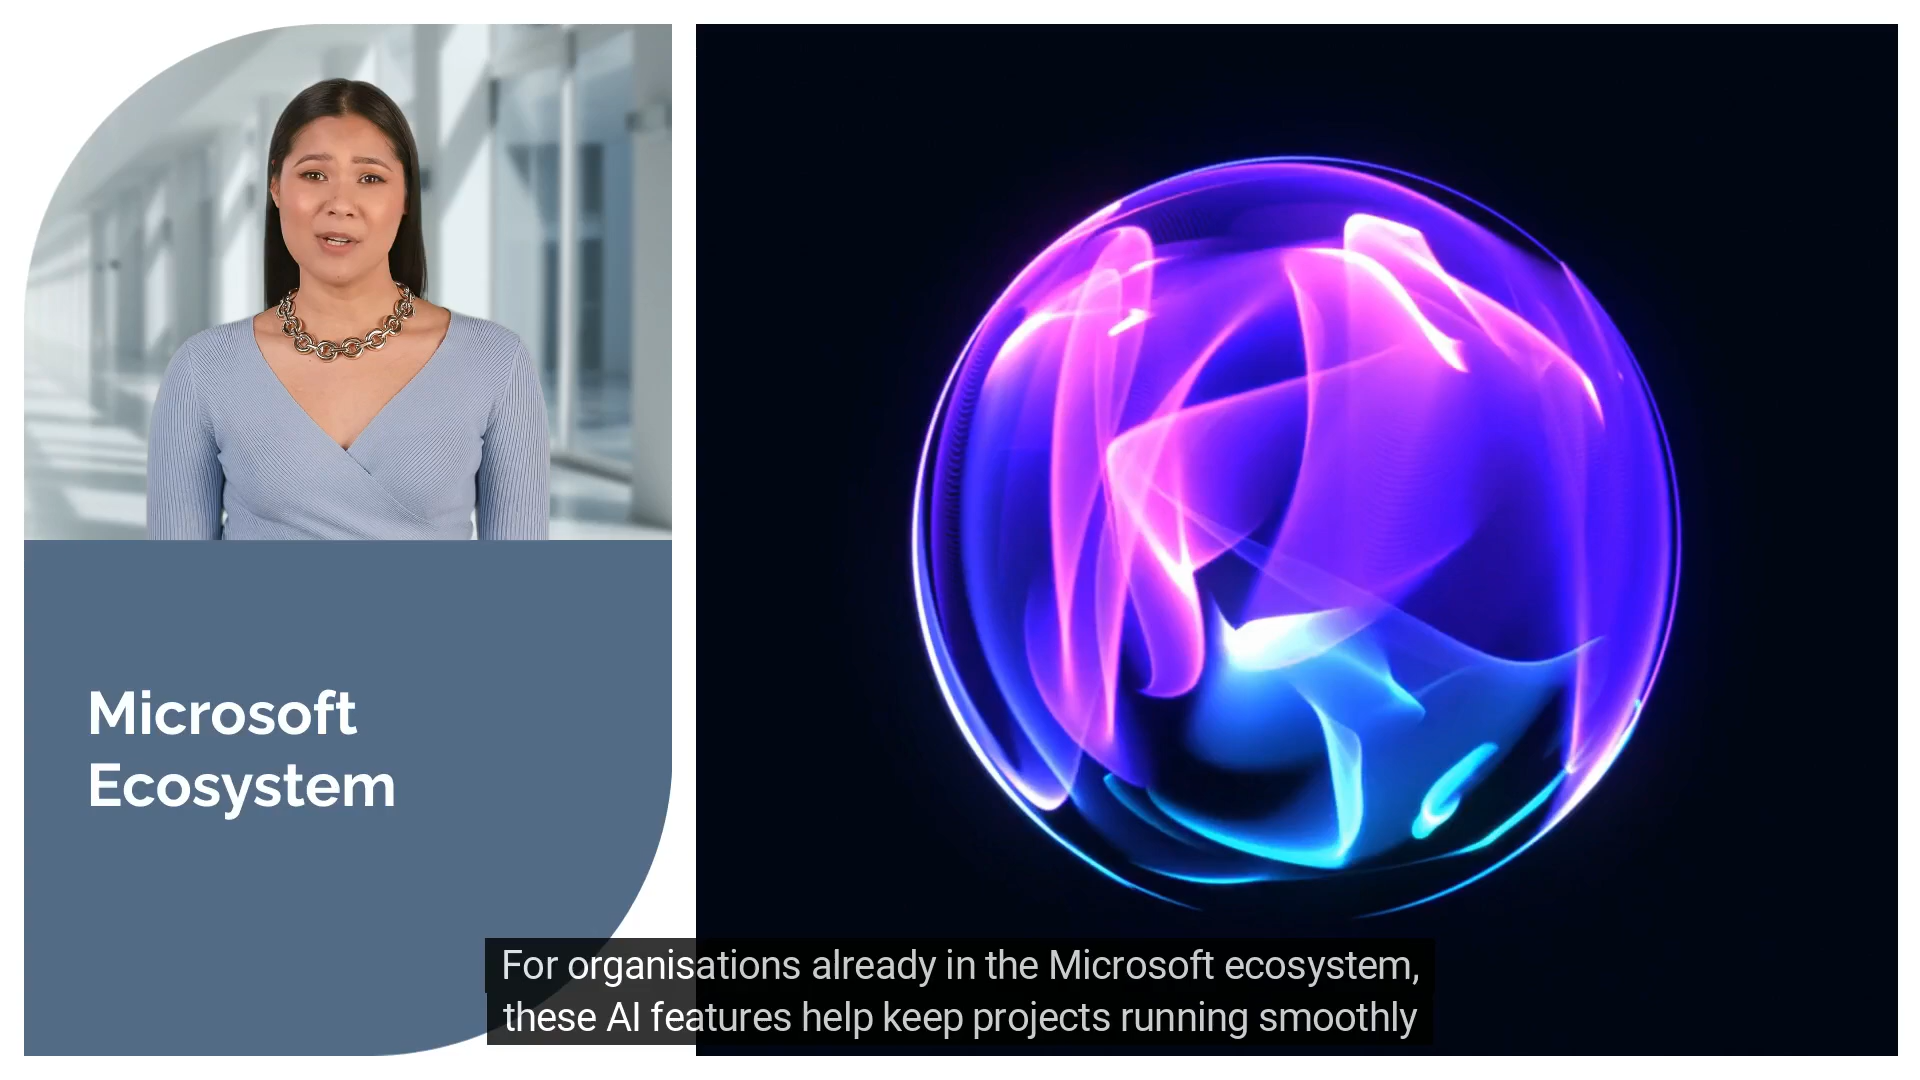 Microsoft
Ecosystem
For organisations already in the Microsoft ecosystem,
these AI features help keep projects running smoothly